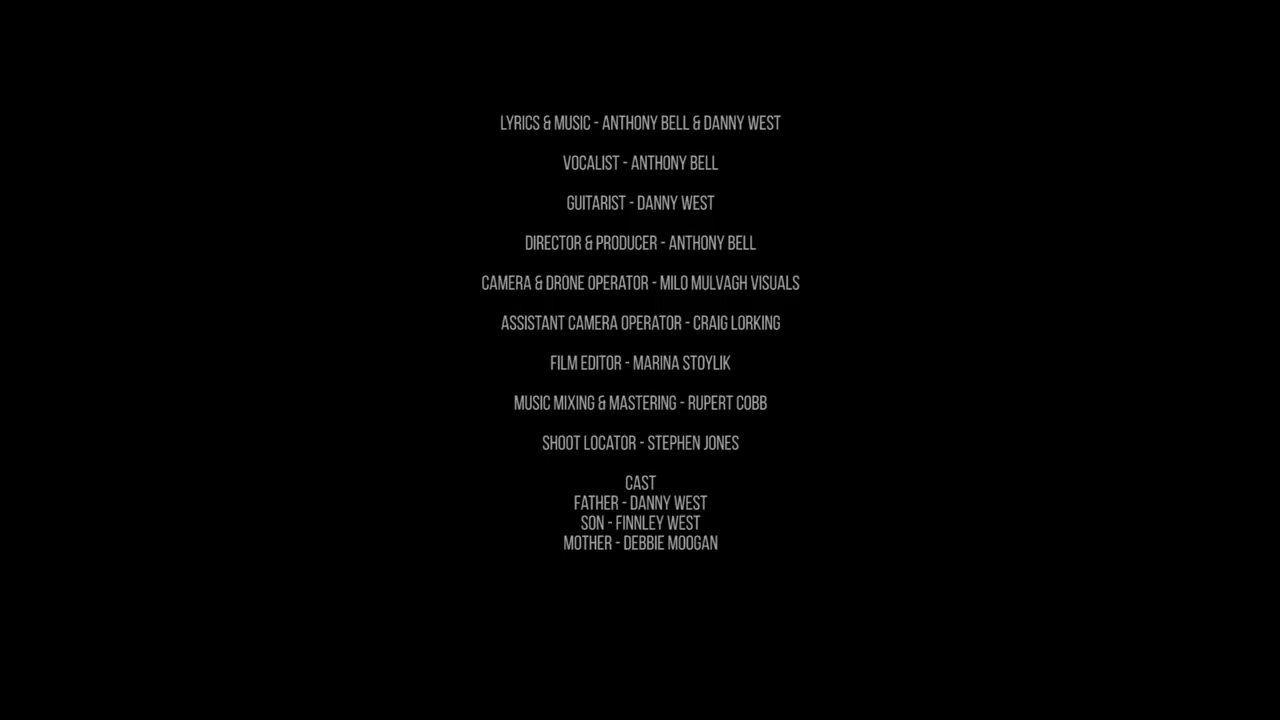 LYRICS & MUSIC - ANTHONY BELL & DANNY WEST
VOCALIST - ANTHONY BELL
GUITARIST - DANNY WEST
DIRECTOR & PRODUCER - ANTHONY BELL
CAMERA & DRONE OPERATOR - MILO MULVAGH VISUALS
ASSISTANT CAMERA OPERATOR - CRAIG LORKING
FILM EDITOR - MARINA STOYLIK
MUSIC MIXING & MASTERING - RUPERT COBB
SHOOT LOCATOR - STEPHEN JONES
CAST
FATHER - DANNY WEST
SON - FINNLEY WEST
MOTHER - DEBBIE MOOGAN